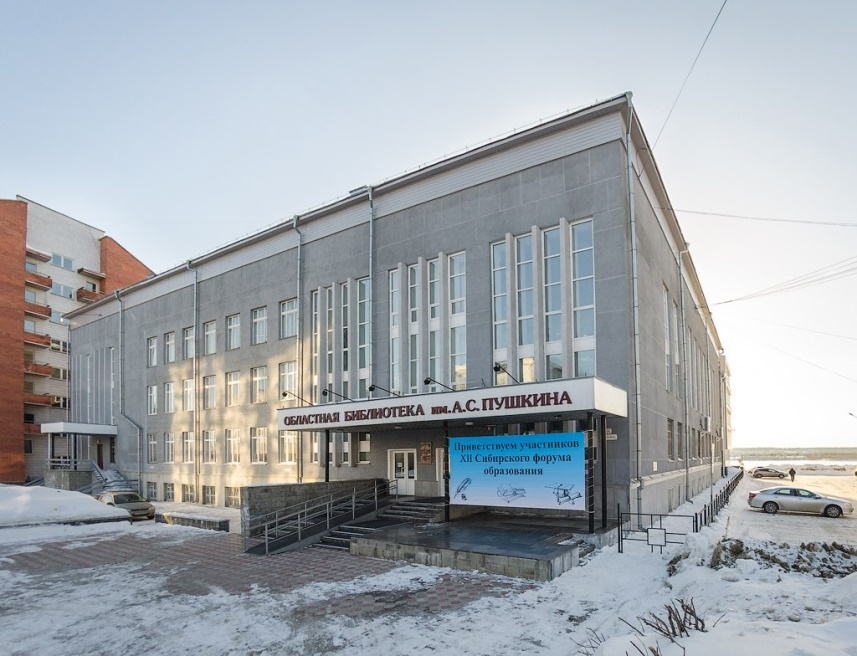 ОБЛАСТНАЯ БИБЛИОТЕКА ИМ. А.С. ПУШКИНА
Приветствуем участников
XII Сибирского форума
образования